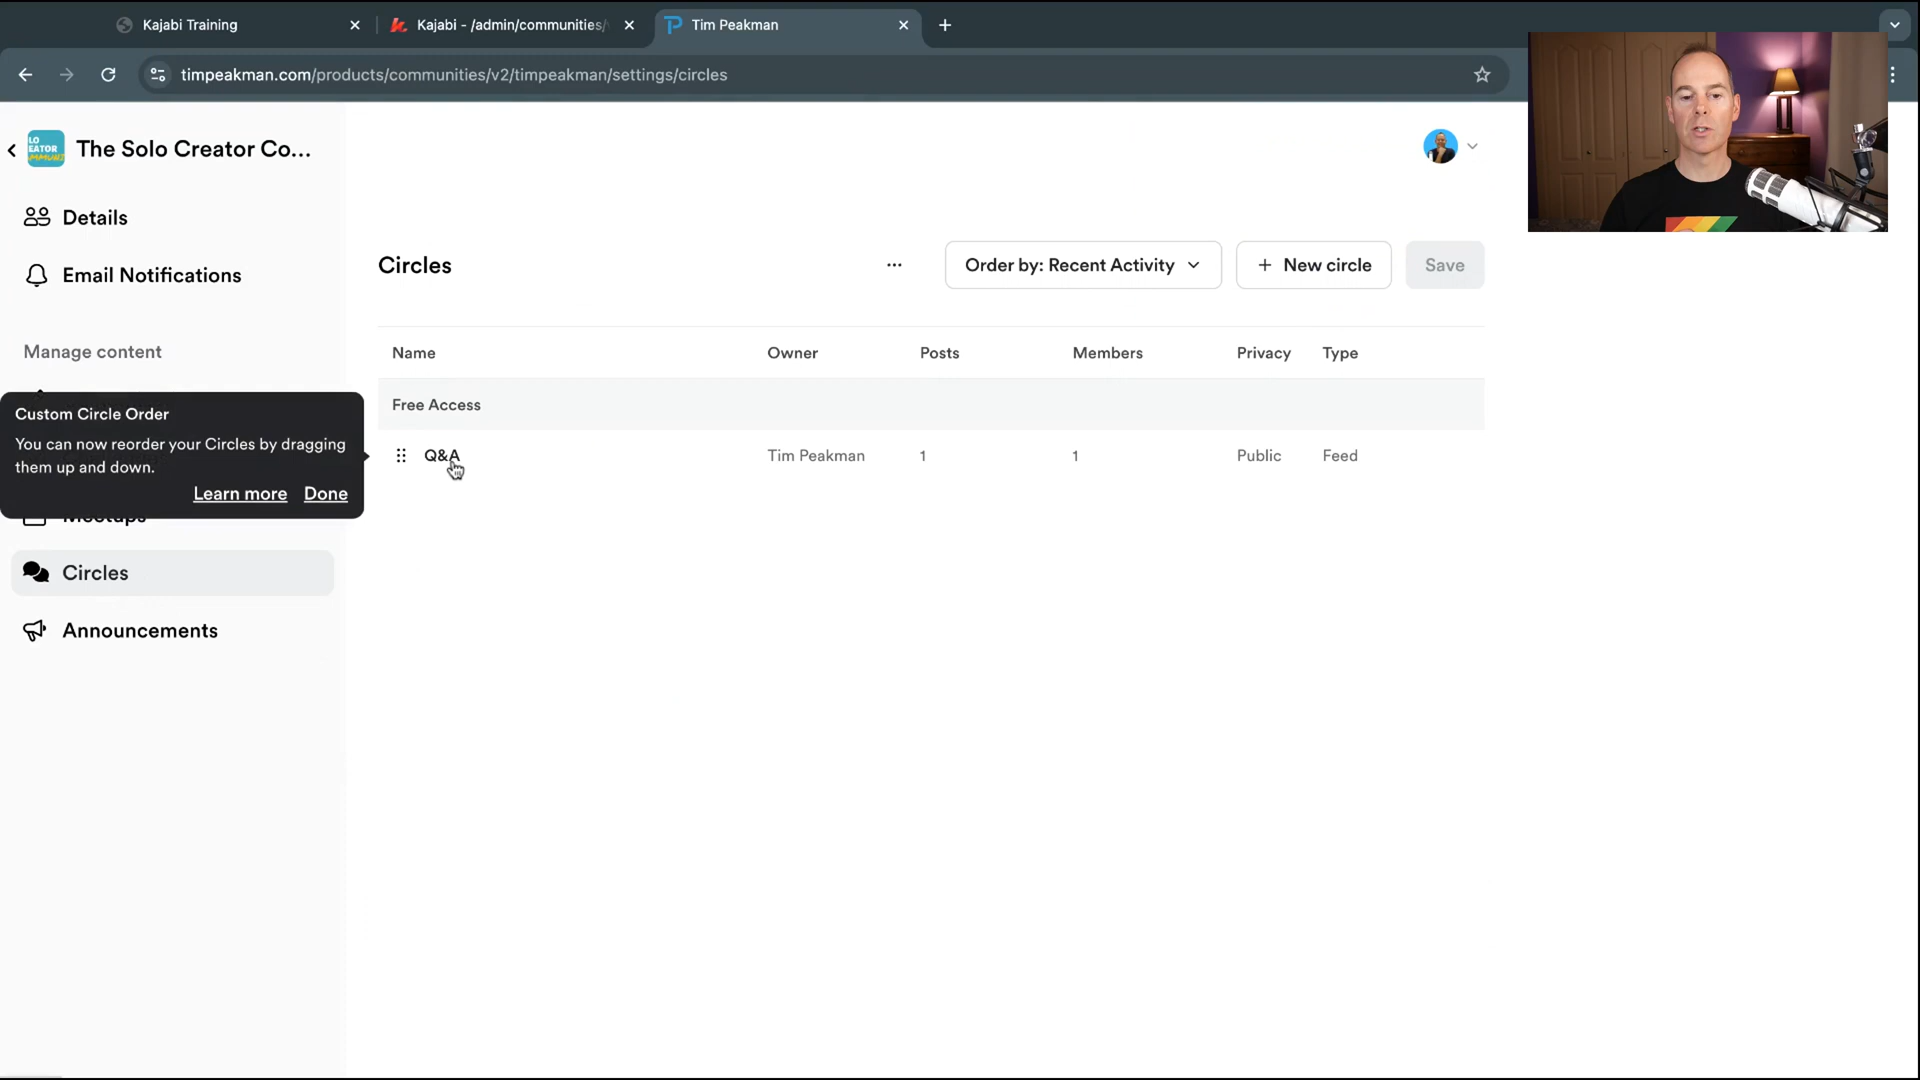 Kajabi Training
Kajabi - /admin/communities/
Tim Peakman
timpeakman.com/products/communities/v2/timpeakman/settings/circles
The Solo Creator Co...
Details
Email Notifications
Manage content
Custom Circle Order
You can now reorder your Circles by dragging
them up and down.
Learn more Done
Meetups
Circles
Announcements
Circles
Order by: Recent Activity
+ New circle
Save
Name Owner Posts Members Privacy Type
Free Access
Q&A Tim Peakman 1 1 Public Feed